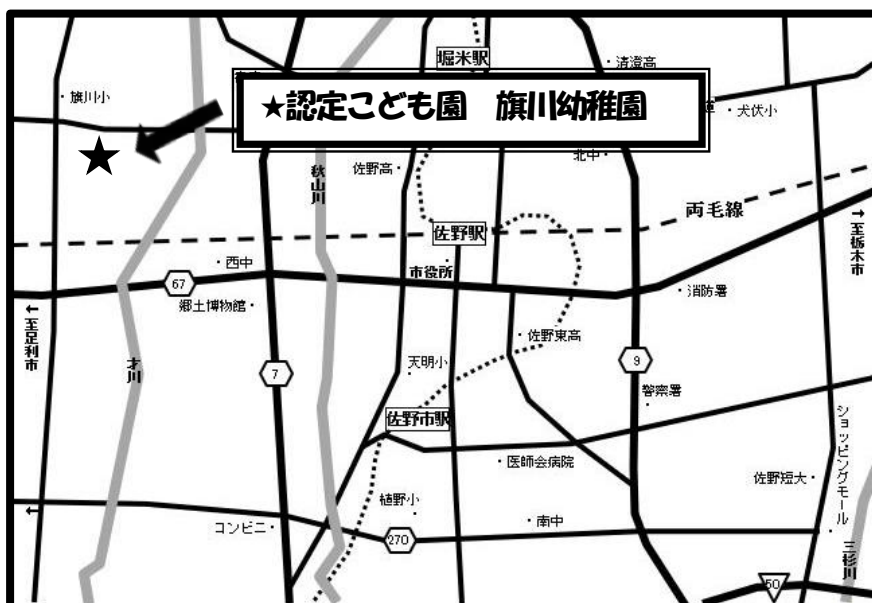 堀米駅
・清澄高
・旗川小
★認定こども園 旗川幼稚園
・犬伏小
北中・
佐野高・
秋山川
両毛線
佐野駅
↑至栃木市
・西中
市役所
67
郷土博物館・
・消防署
↑至足利市
・佐野東高
天明小
才川
7
9
警察署
佐野市駅
ショッピングモール
・医師会病院
佐野短大・
植野小
コンビニ・
・南中
270
三杉川
50